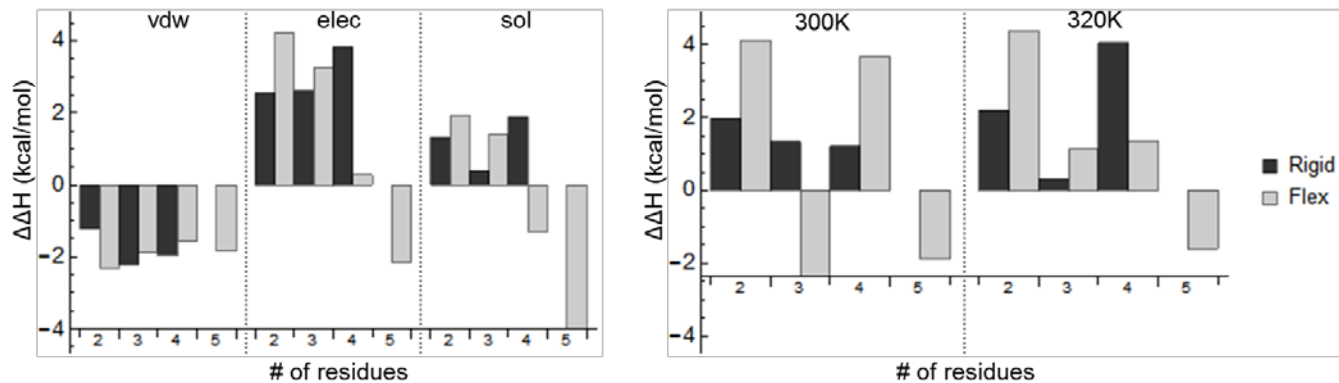 vdw elec sol
ΔΔH (kcal/mol)
4
2
0
−2
−4
2 3 4 5 2 3 4 5 2 3 4 5
# of residues
300K 320K
ΔΔH (kcal/mol)
4
2
0
−2
−4
2 3 4 5 2 3 4 5
# of residues
Rigid
Flex